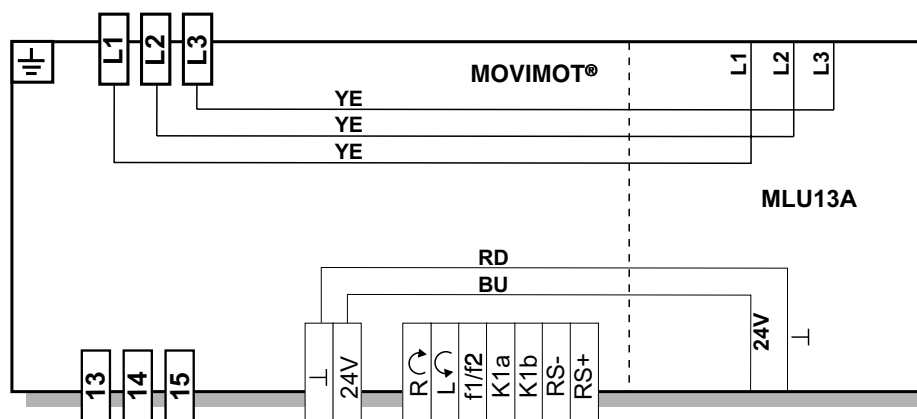 L1 L2 L3
MOVIMOT®
L1 L2 L3
YE
YE
YE
MLU13A
RD
BU
24V ⊥
13 14 15
⊥ 24V
R L f1/f2 K1a K1b RS- RS+